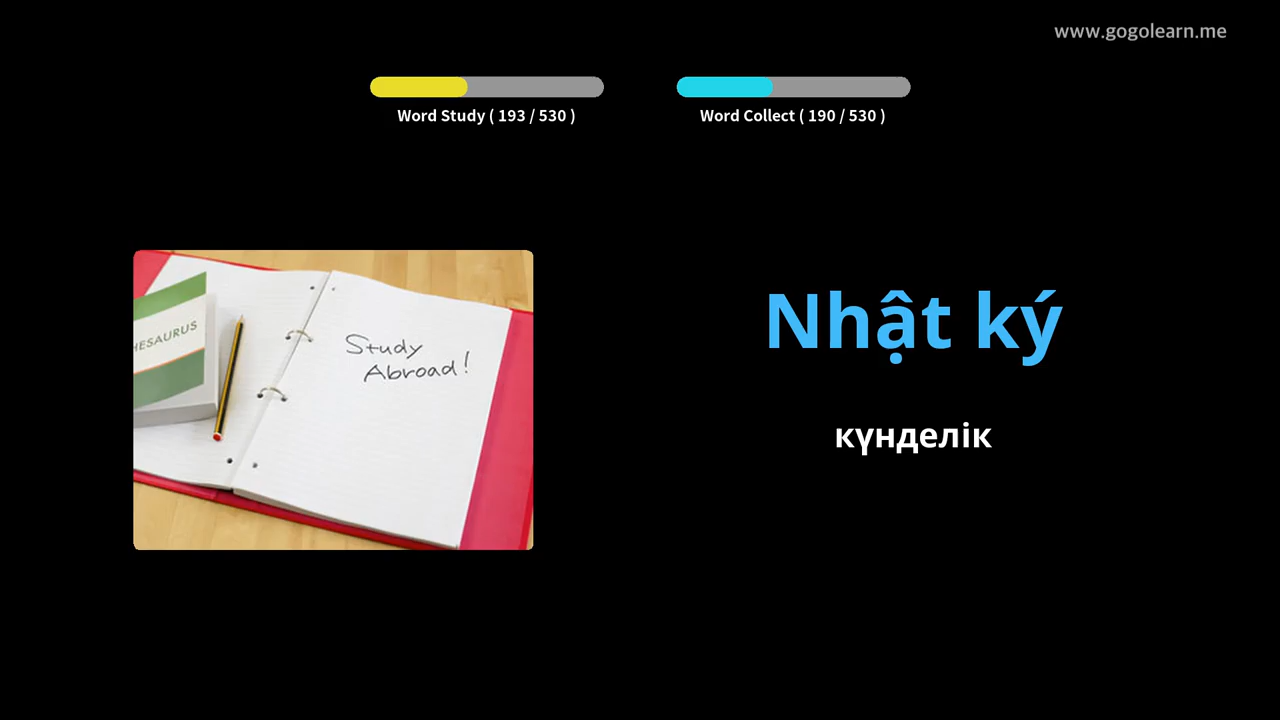 www.gogolearn.me
Word Study ( 193 / 530 )
Word Collect ( 190 / 530 )
HESAURUS
Study
Abroad!
Nhật ký
күнделік